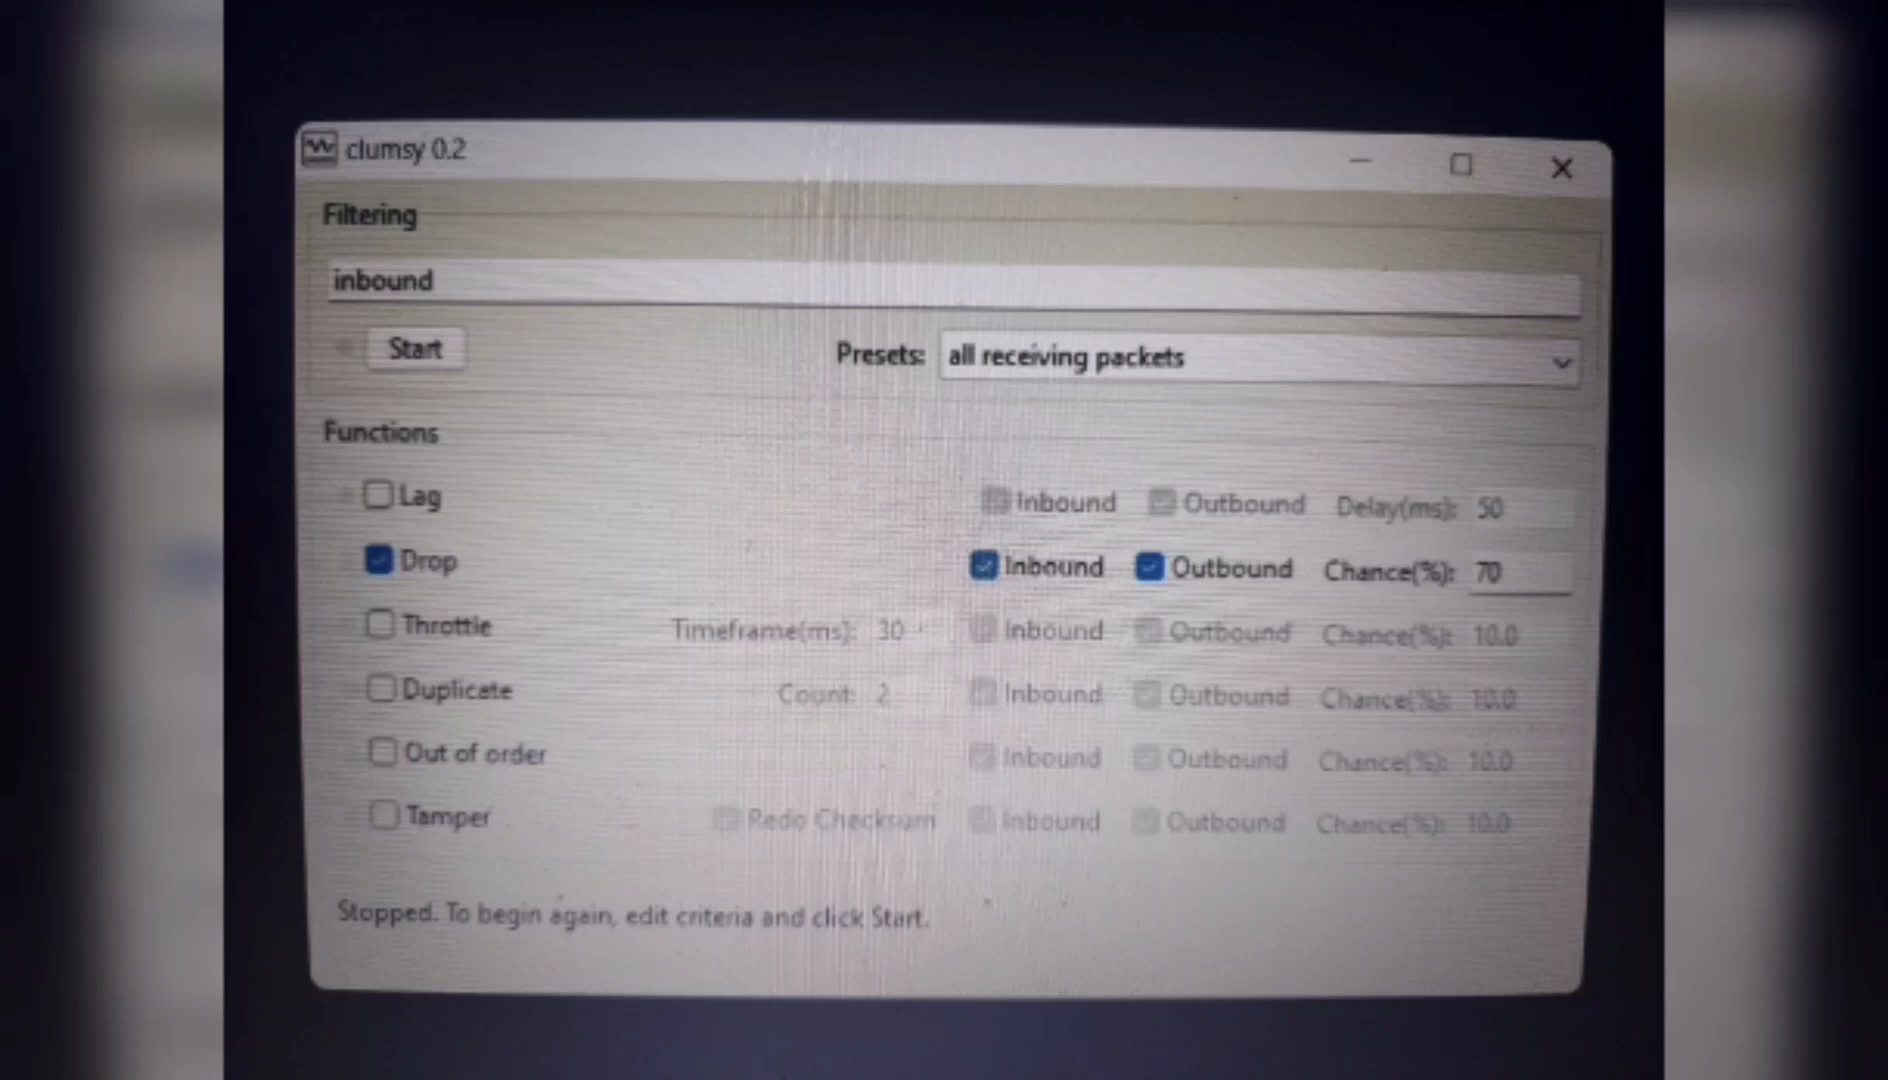 clumsy 0.2
Filtering
inbound
Start Presets: all receiving packets
Functions
Lag Inbound Outbound Delay(ms): 50
Drop Inbound Outbound Chance(%): 70
Throttle Timeframe(ms): 30 Inbound Outbound Chance(%): 10.0
Duplicate Count: 2 Inbound Outbound Chance(%): 10.0
Out of order Inbound Outbound Chance(%): 10.0
Tamper Redo Checksum Inbound Outbound Chance(%): 10.0
Stopped. To begin again, edit criteria and click Start.